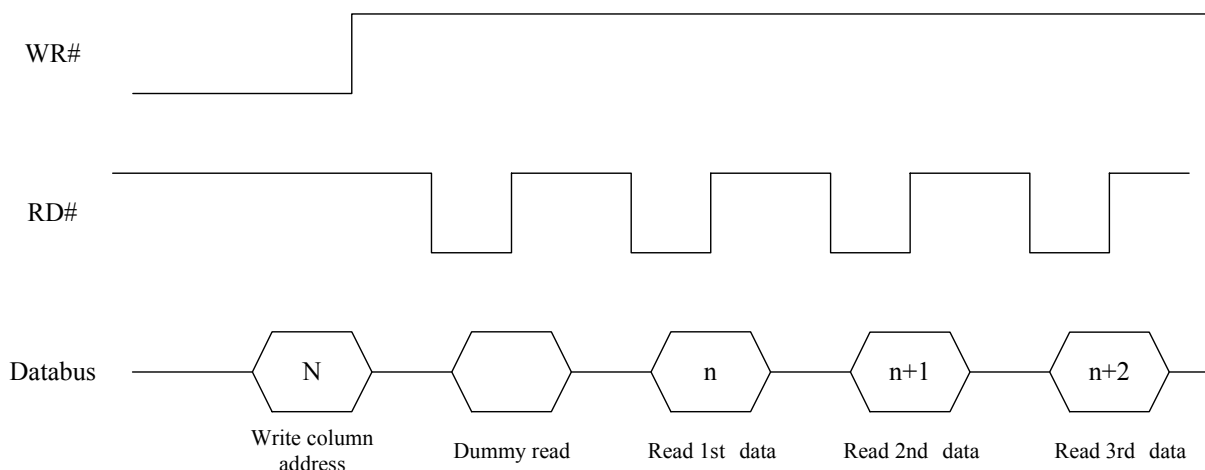 WR#
RD#
Databus
N
n
n+1
n+2
Write column
address
Dummy read
Read 1st data
Read 2nd data
Read 3rd data